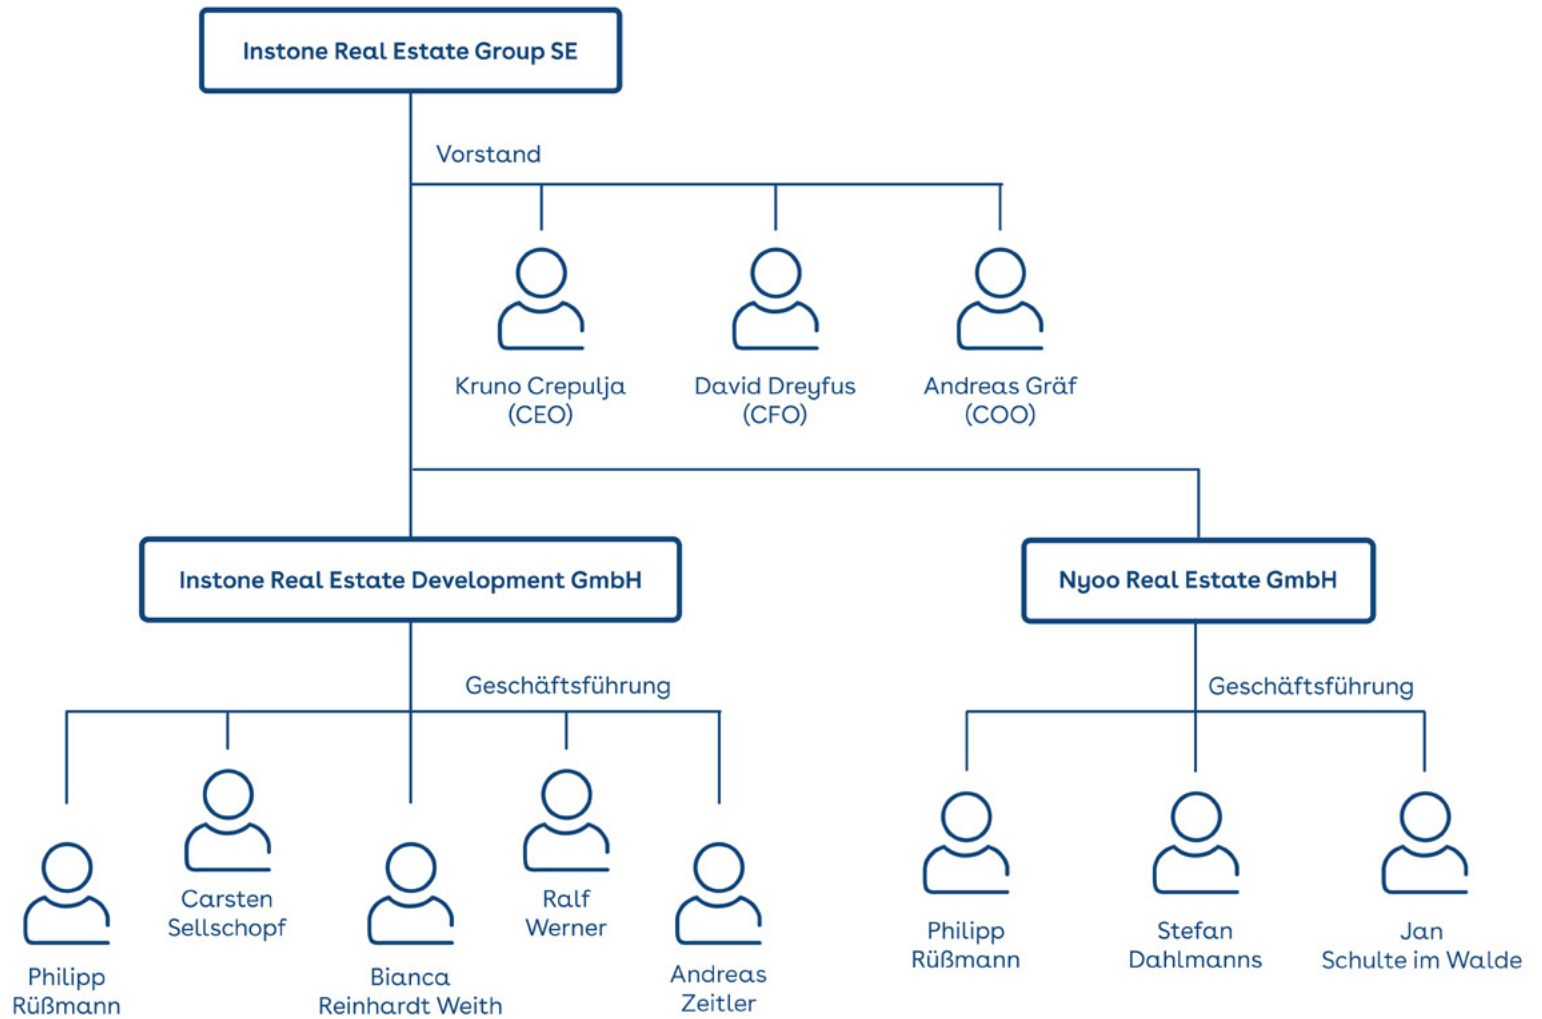 Instone Real Estate Group SE
Vorstand
Kruno Crepulja
(CEO)
David Dreyfus
(CFO)
Andreas Gräf
(COO)
Instone Real Estate Development GmbH
Nyoo Real Estate GmbH
Geschäftsführung
Philipp
Rüßmann
Carsten
Sellschopf
Bianca
Reinhardt Weith
Ralf
Werner
Andreas
Zeitler
Geschäftsführung
Philipp
Rüßmann
Stefan
Dahlmanns
Jan
Schulte im Walde